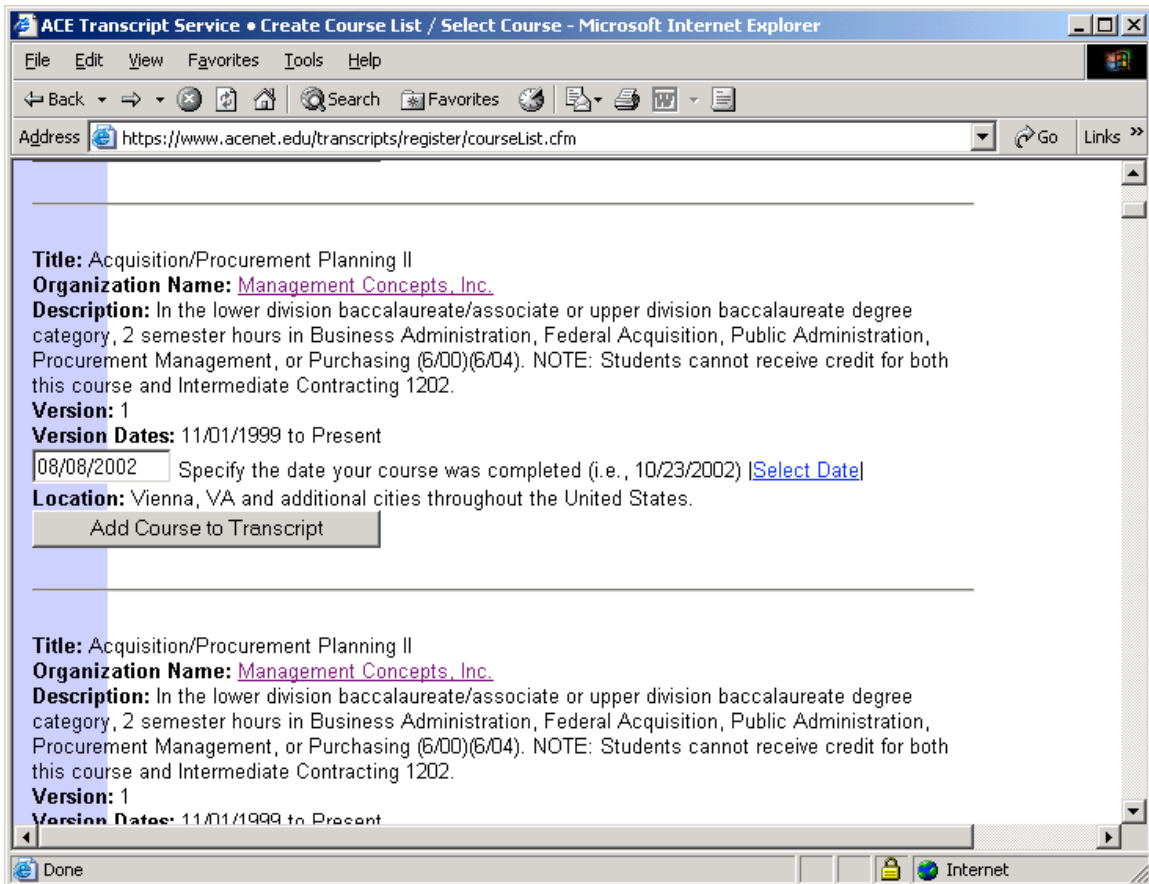 ACE Transcript Service • Create Course List / Select Course - Microsoft Internet Explorer
File Edit View Favorites Tools Help
Back Search Favorites
Address https://www.acenet.edu/transcripts/register/courseList.cfm Go Links »
Title: Acquisition/Procurement Planning II
Organization Name: Management Concepts, Inc.
Description: In the lower division baccalaureate/associate or upper division baccalaureate degree
category, 2 semester hours in Business Administration, Federal Acquisition, Public Administration,
Procurement Management, or Purchasing (6/00)(6/04). NOTE: Students cannot receive credit for both
this course and Intermediate Contracting 1202.
Version: 1
Version Dates: 11/01/1999 to Present
08/08/2002 Specify the date your course was completed (i.e., 10/23/2002) |Select Date|
Location: Vienna, VA and additional cities throughout the United States.
Add Course to Transcript
Title: Acquisition/Procurement Planning II
Organization Name: Management Concepts, Inc.
Description: In the lower division baccalaureate/associate or upper division baccalaureate degree
category, 2 semester hours in Business Administration, Federal Acquisition, Public Administration,
Procurement Management, or Purchasing (6/00)(6/04). NOTE: Students cannot receive credit for both
this course and Intermediate Contracting 1202.
Version: 1
Version Dates: 11/01/1999 to Present
Done Internet